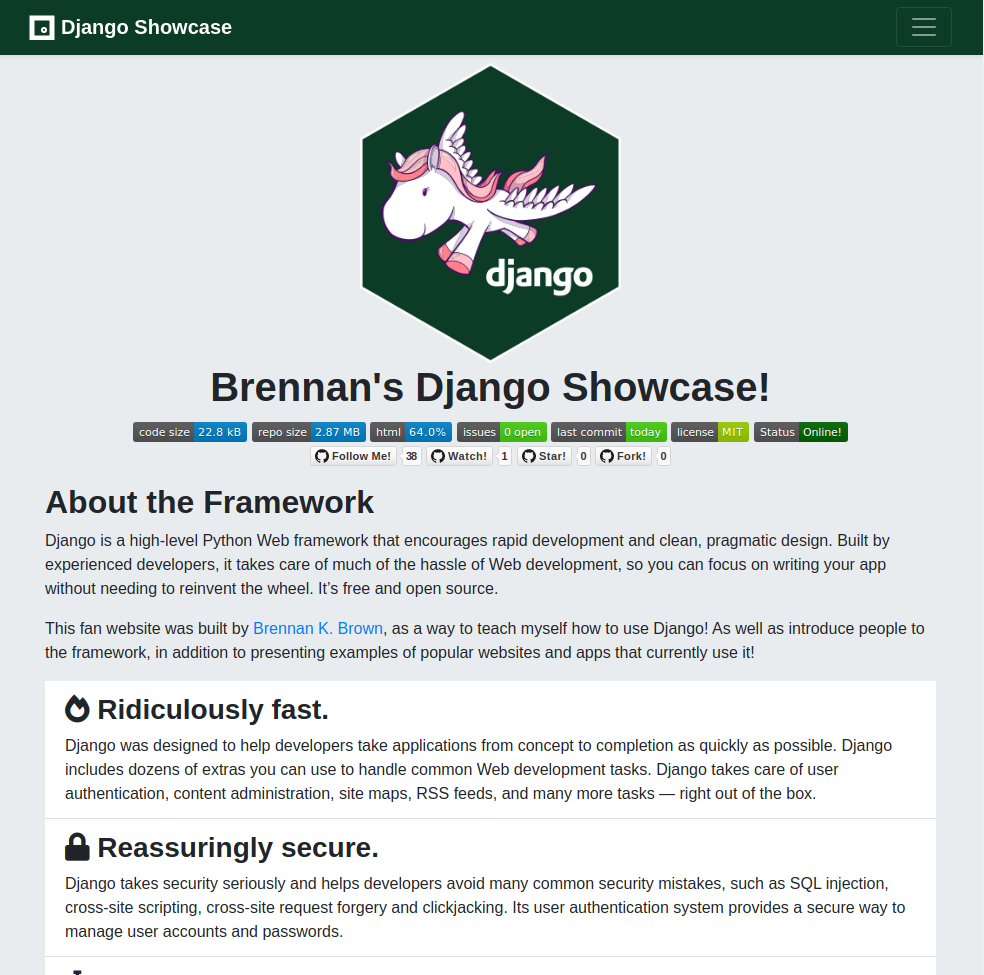 Django Showcase
django
Brennan's Django Showcase!
code size 22.8 kB repo size 2.87 MB html 64.0% issues 0 open last commit today license MIT Status Online!
Follow Me! 38 Watch! 1 Star! 0 Fork! 0
About the Framework
Django is a high-level Python Web framework that encourages rapid development and clean, pragmatic design. Built by
experienced developers, it takes care of much of the hassle of Web development, so you can focus on writing your app
without needing to reinvent the wheel. It’s free and open source.
This fan website was built by Brennan K. Brown, as a way to teach myself how to use Django! As well as introduce people to
the framework, in addition to presenting examples of popular websites and apps that currently use it!
Ridiculously fast.
Django was designed to help developers take applications from concept to completion as quickly as possible. Django
includes dozens of extras you can use to handle common Web development tasks. Django takes care of user
authentication, content administration, site maps, RSS feeds, and many more tasks — right out of the box.
Reassuringly secure.
Django takes security seriously and helps developers avoid many common security mistakes, such as SQL injection,
cross-site scripting, cross-site request forgery and clickjacking. Its user authentication system provides a secure way to
manage user accounts and passwords.